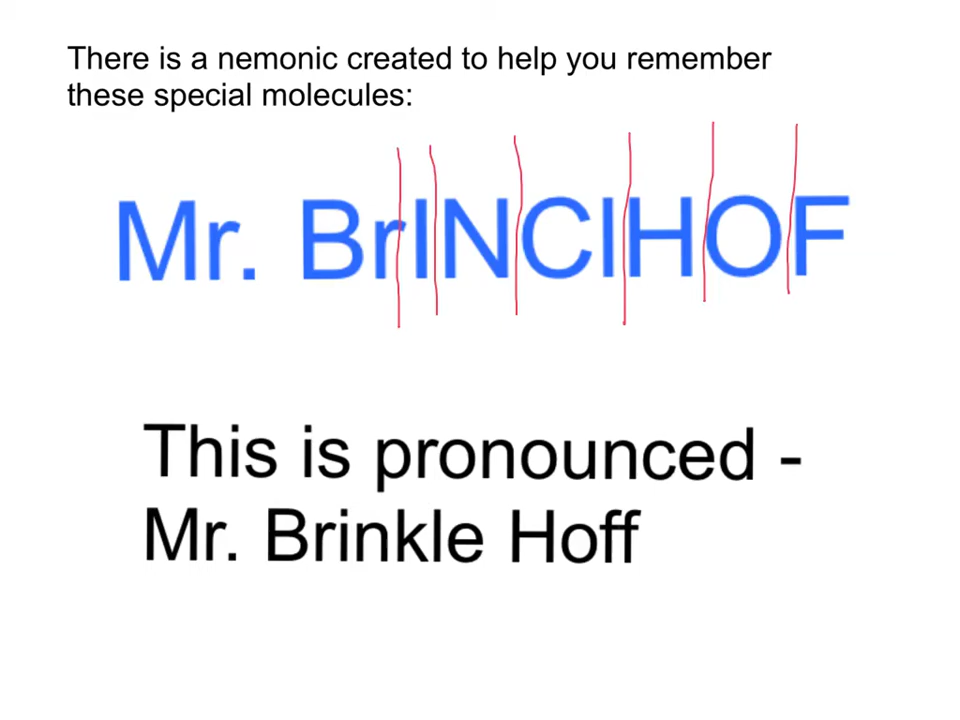 There is a nemonic created to help you remember
these special molecules:
Mr. BrINClHOF
This is pronounced -
Mr. Brinkle Hoff